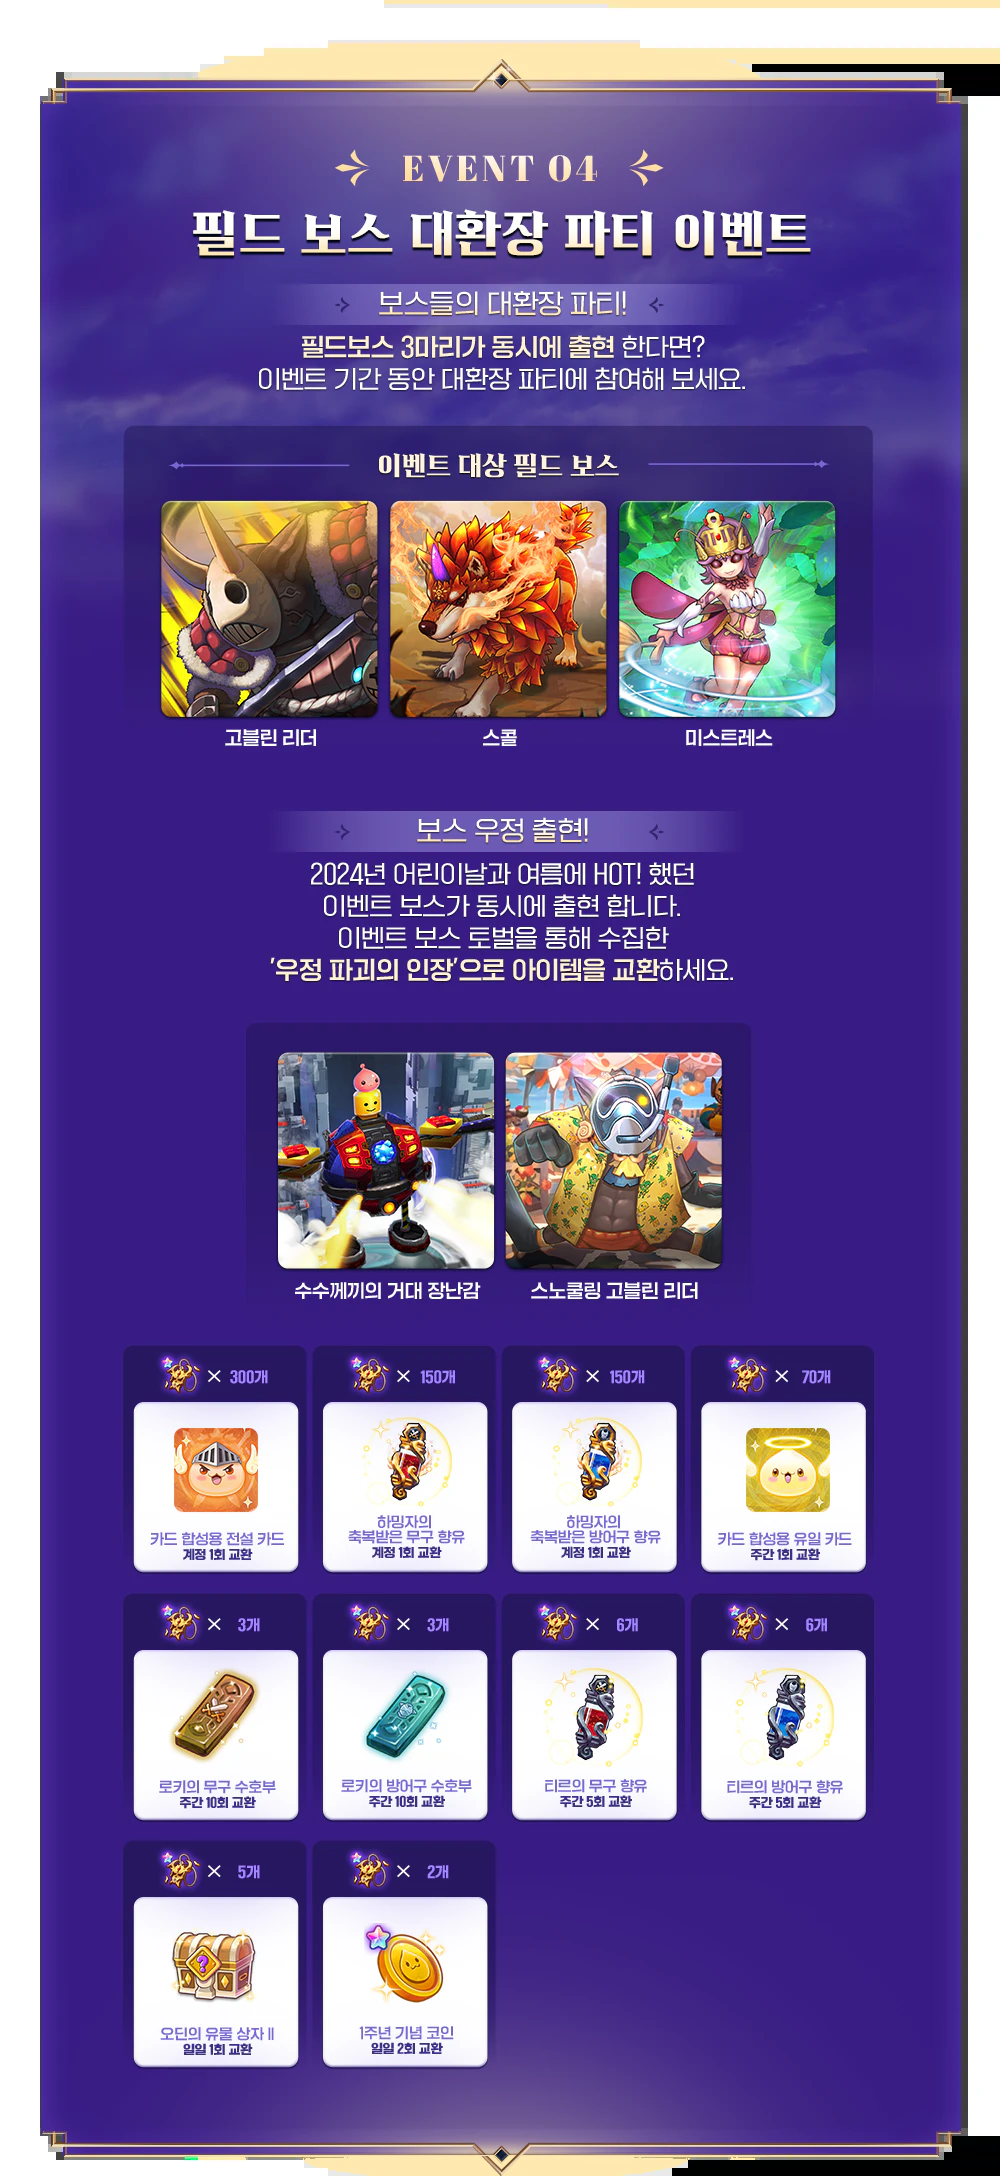 EVENT 04
필드 보스 대환장 파티 이벤트
보스들의 대환장 파티!
필드보스 3마리가 동시에 출현 한다면?
이벤트 기간 동안 대환장 파티에 참여해 보세요.
이벤트 대상 필드 보스
고블린 리더
스콜
미스트레스
보스 우정 출현!
2024년 어린이날과 여름에 HOT! 했던
이벤트 보스가 동시에 출현 합니다.
이벤트 보스 토벌을 통해 수집한
'우정 파괴의 인장'으로 아이템을 교환하세요.
수수께끼의 거대 장난감
스노쿨링 고블린 리더
× 300개
× 150개
× 150개
× 70개
카드 합성용 전설 카드
계정 1회 교환
하밍자의
축복받은 무구 향유
계정 1회 교환
하밍자의
축복받은 방어구 향유
계정 1회 교환
카드 합성용 유일 카드
주간 1회 교환
× 3개
× 3개
× 6개
× 6개
로키의 무구 수호부
주간 10회 교환
로키의 방어구 수호부
주간 10회 교환
티르의 무구 향유
주간 5회 교환
티르의 방어구 향유
주간 5회 교환
× 5개
× 2개
오딘의 유물 상자 II
일일 1회 교환
1주년 기념 코인
일일 2회 교환